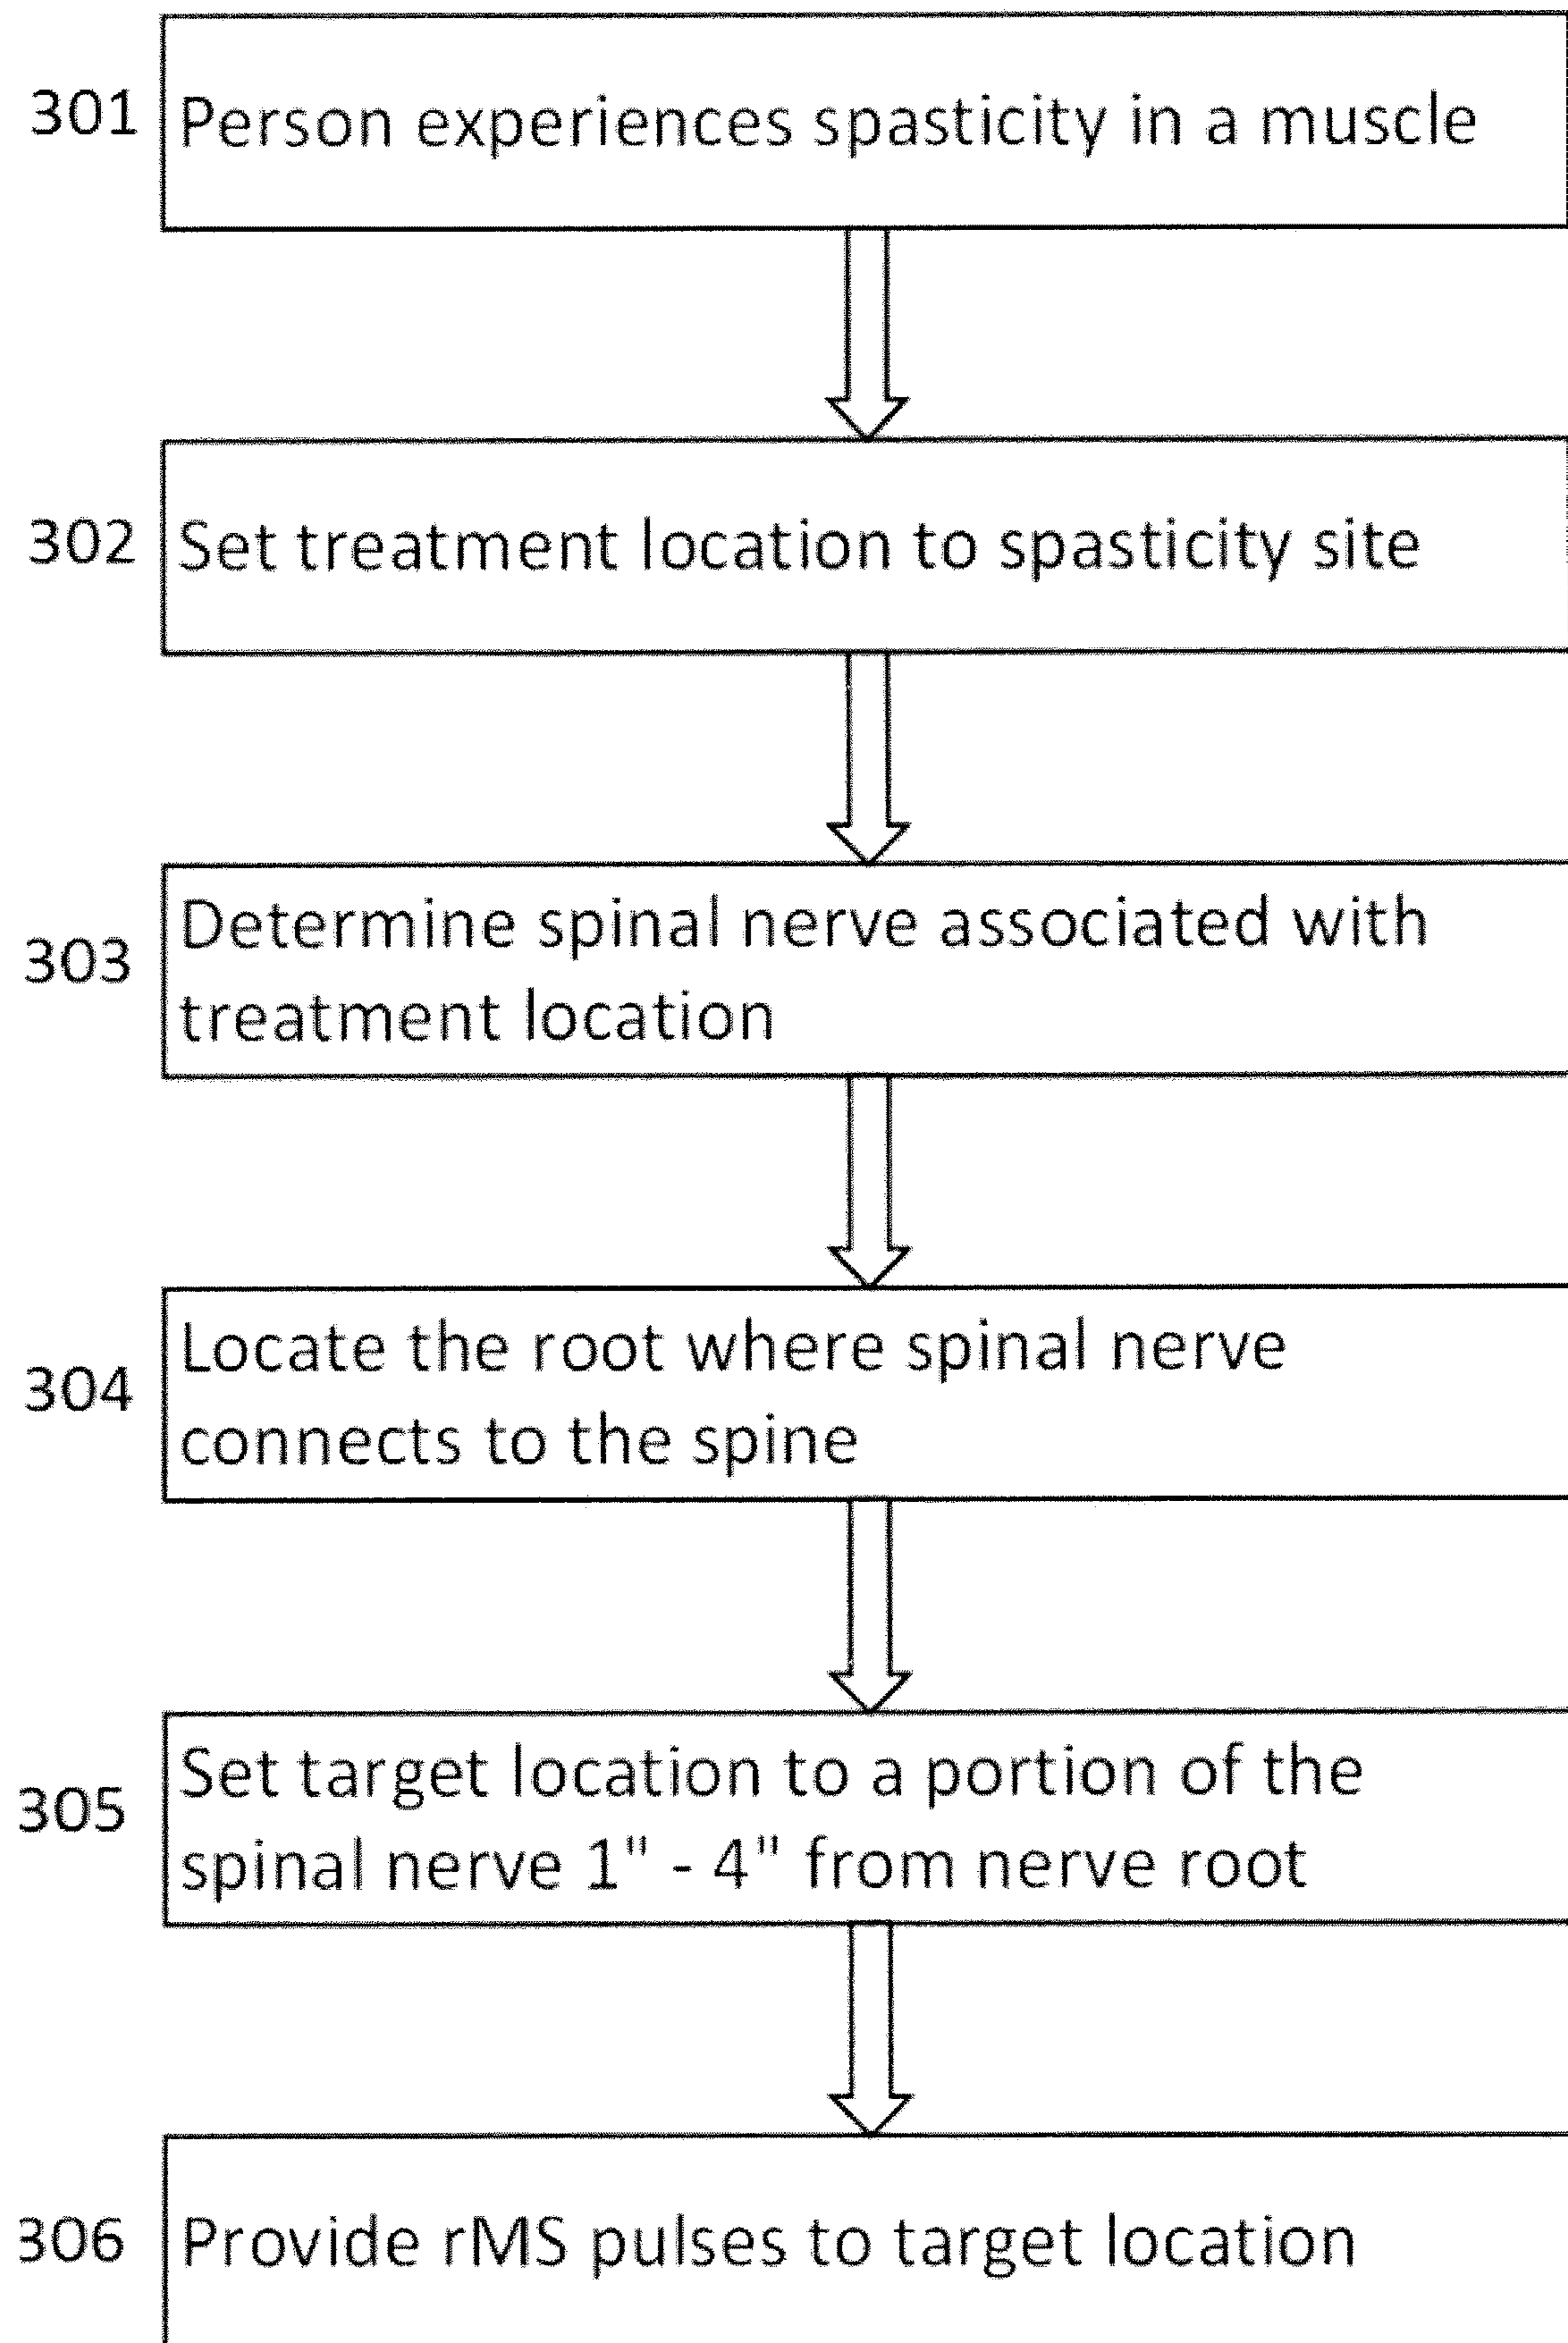 301
Person experiences spasticity in a muscle
302
Set treatment location to spasticity site
303
Determine spinal nerve associated with
treatment location
304
Locate the root where spinal nerve
connects to the spine
305
Set target location to a portion of the
spinal nerve 1" - 4" from nerve root
306
Provide rMS pulses to target location